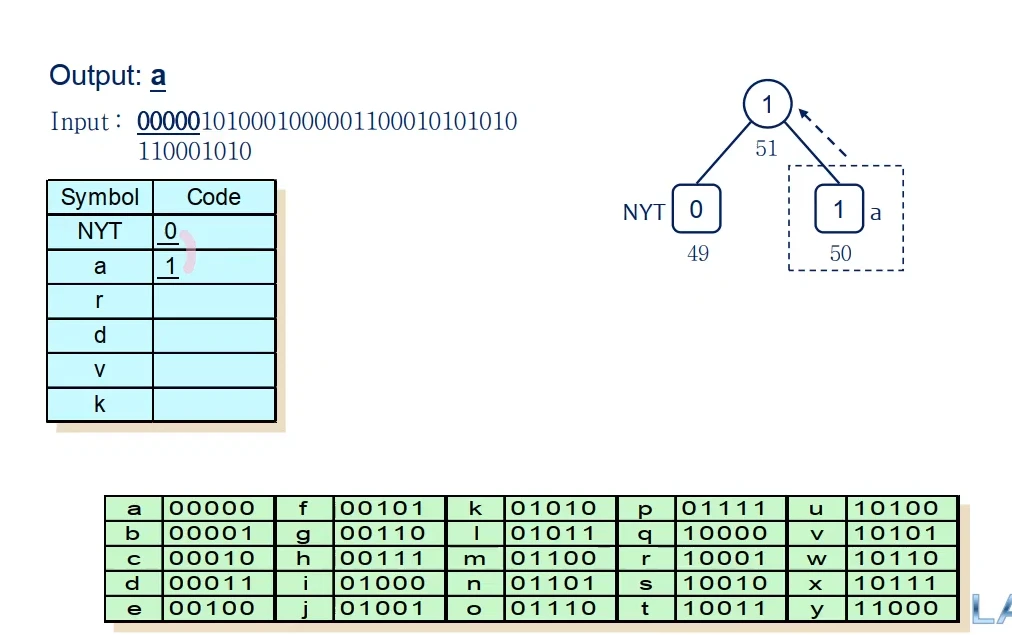 Output: a
Input： 000001010001000001100010101010
110001010
Symbol Code
NYT 0
a 1
r
d
v
k
1
51
NYT 0 1 a
49 50
a 00000 f 00101 k 01010 p 01111 u 10100
b 00001 g 00110 l 01011 q 10000 v 10101
c 00010 h 00111 m 01100 r 10001 w 10110
d 00011 i 01000 n 01101 s 10010 x 10111
e 00100 j 01001 o 01110 t 10011 y 11000
LA